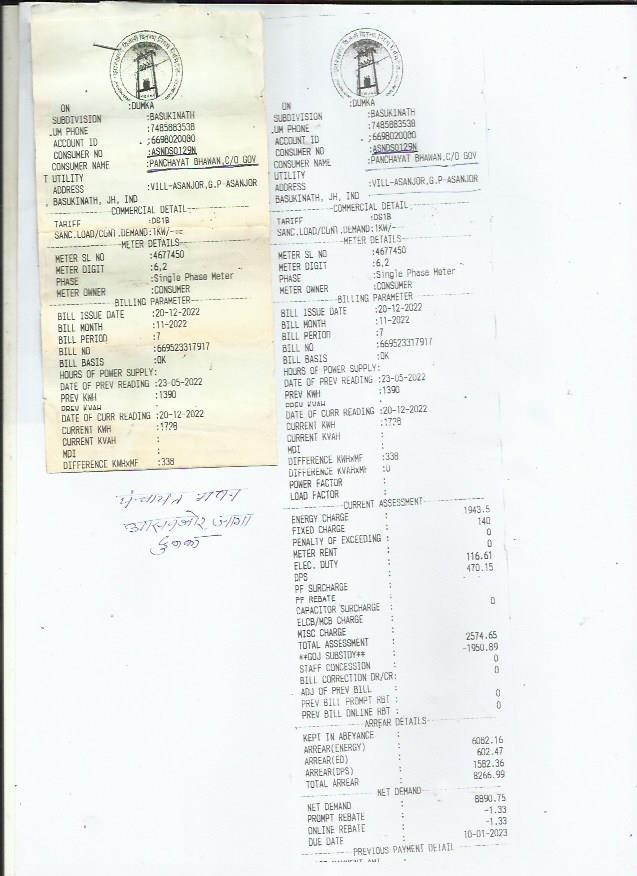 ON :DUMKA
SUBDIVISION :BASUKINATH
.UM PHONE :7485883538
ACCOUNT ID :6698020080
CONSUMER NO :ASNDS0129N
CONSUMER NAME :PANCHAYAT BHAWAN,C/O GOV
T UTILITY
ADDRESS :VILL-ASANJOR,G.P-ASANJOR
, BASUKINATH, JH, IND
COMMERCIAL DETAIL
TARIFF :DS1B
SANC.LOAD/CONT.DEMAND:1KW/--
METER DETAILS
METER SL NO :4677450
METER DIGIT :6,2
PHASE :Single Phase Meter
METER OWNER :CONSUMER
BILLING PARAMETER
BILL ISSUE DATE :20-12-2022
BILL MONTH :11-2022
BILL PERIOD :7
BILL NO :669523317917
BILL BASIS :OK
HOURS OF POWER SUPPLY:
DATE OF PREV READING :23-05-2022
PREV KWH :1390
PREV KVAH
DATE OF CURR READING :20-12-2022
CURRENT KWH :1728
CURRENT KVAH :
MDI :
DIFFERENCE KWHxMF :338
पंचायत भवन
ON :DUMKA
SUBDIVISION :BASUKINATH
.UM PHONE :7485883538
ACCOUNT ID :6698020080
CONSUMER NO :ASNDS0129N
CONSUMER NAME :PANCHAYAT BHAWAN,C/O GOV
T UTILITY
ADDRESS :VILL-ASANJOR,G.P-ASANJOR
, BASUKINATH, JH, IND
COMMERCIAL DETAIL
TARIFF :DS1B
SANC.LOAD/CONT.DEMAND:1KW/--
METER DETAILS
METER SL NO :4677450
METER DIGIT :6,2
PHASE :Single Phase Meter
METER OWNER :CONSUMER
BILLING PARAMETER
BILL ISSUE DATE :20-12-2022
BILL MONTH :11-2022
BILL PERIOD :7
BILL NO :669523317917
BILL BASIS :OK
HOURS OF POWER SUPPLY:
DATE OF PREV READING :23-05-2022
PREV KWH :1390
PREV KVAH
DATE OF CURR READING :20-12-2022
CURRENT KWH :1728
CURRENT KVAH :
MDI :
DIFFERENCE KWHxMF :338
DIFFERENCE KVAHxMF :0
POWER FACTOR :
LOAD FACTOR :
CURRENT ASSESSMENT
ENERGY CHARGE : 1943.5
FIXED CHARGE : 140
PENALTY OF EXCEEDING : 0
METER RENT : 0
ELEC. DUTY : 116.61
DPS : 470.15
PF SURCHARGE :
PF REBATE :
CAPACITOR SURCHARGE : 0
ELCB/MCB CHARGE :
MISC CHARGE :
TOTAL ASSESSMENT : 2574.65
**GOJ SUBSIDY** : -1950.89
STAFF CONCESSION : 0
BILL CORRECTION DR/CR: 0
ADJ OF PREV BILL :
PREV BILL PROMPT RBT : 0
PREV BILL ONLINE RBT : 0
ARREAR DETAILS
KEPT IN ABEYANCE :
ARREAR(ENERGY) : 6082.16
ARREAR(ED) : 602.47
ARREAR(DPS) : 1582.36
TOTAL ARREAR : 8266.99
NET DEMAND
NET DEMAND : 8890.75
PROMPT REBATE : -1.33
ONLINE REBATE : -1.33
DUE DATE : 10-01-2023
PREVIOUS PAYMENT DETAIL